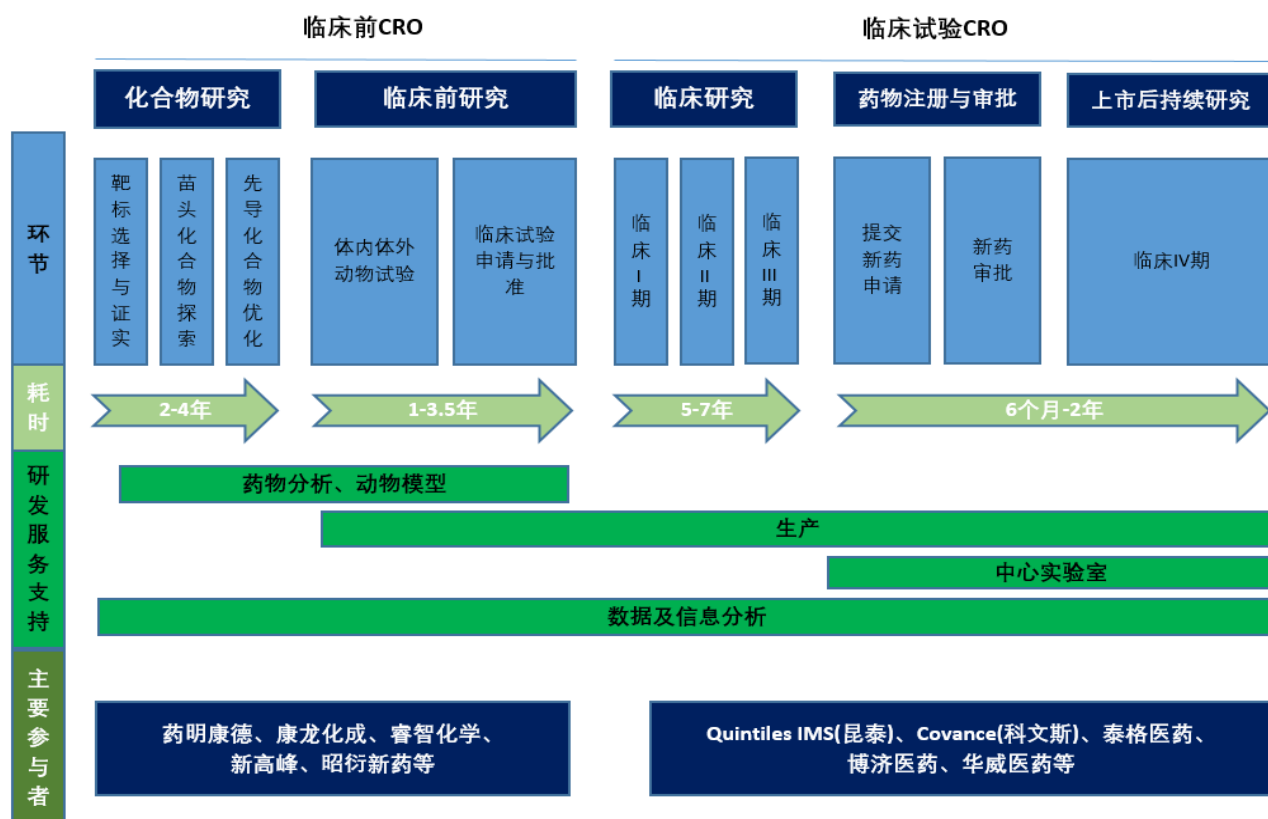 临床前CRO
临床试验CRO
化合物研究
临床前研究
临床研究
药物注册与审批
上市后持续研究
环节
靶标选择与证实
苗头化合物探索
先导化合物优化
体内体外
动物试验
临床试验
申请与批
准
临床I期
临床II期
临床III期
提交
新药
申请
新药
审批
临床IV期
耗时
2-4年
1-3.5年
5-7年
6个月-2年
研发服务支持
药物分析、动物模型
生产
中心实验室
数据及信息分析
主要参与者
药明康德、康龙化成、睿智化学、
新高峰、昭衍新药等
Quintiles IMS(昆泰)、Covance(科文斯)、泰格医药、
博济医药、华威医药等